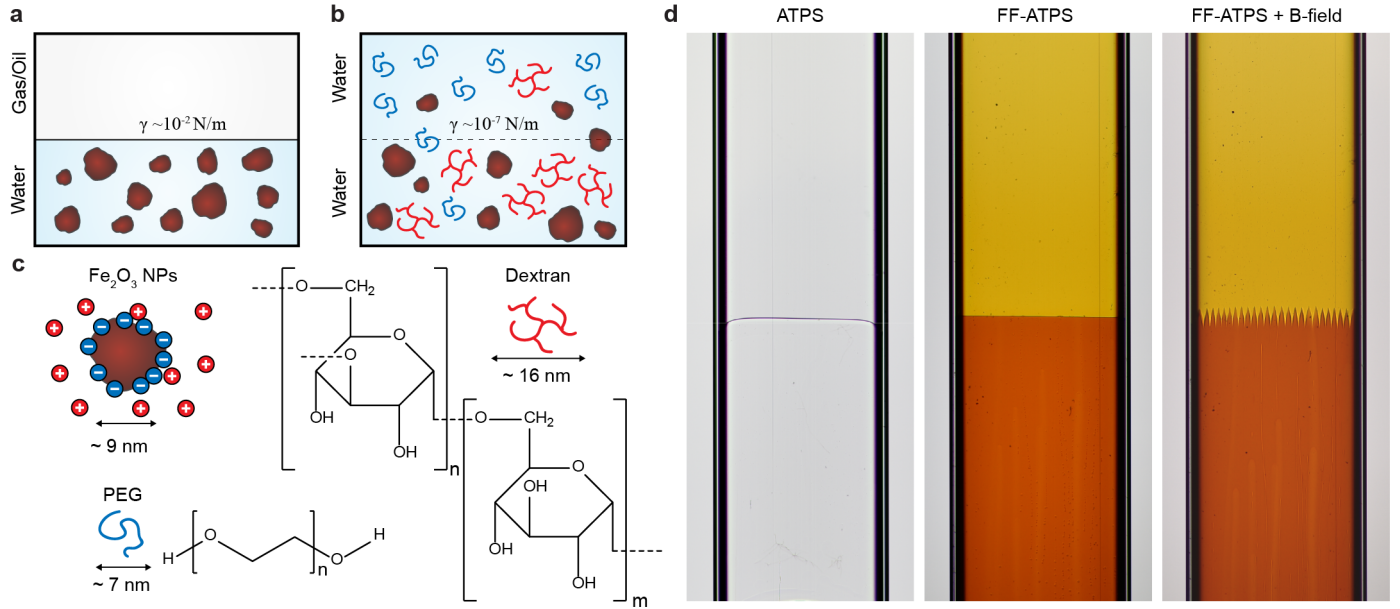 a
Gas/Oil
γ ~10⁻² N/m
Water
b
Water
γ ~10⁻⁷ N/m
Water
c
Fe₂O₃ NPs
+ + + + + + + + + + +
− − − − − − − − − −
~ 9 nm
PEG
~ 7 nm
H
O
n
O
H
O
CH₂
O
O
OH
OH
n
Dextran
~ 16 nm
O
CH₂
O
OH
OH
OH
m
d
ATPS
FF-ATPS
FF-ATPS + B-field